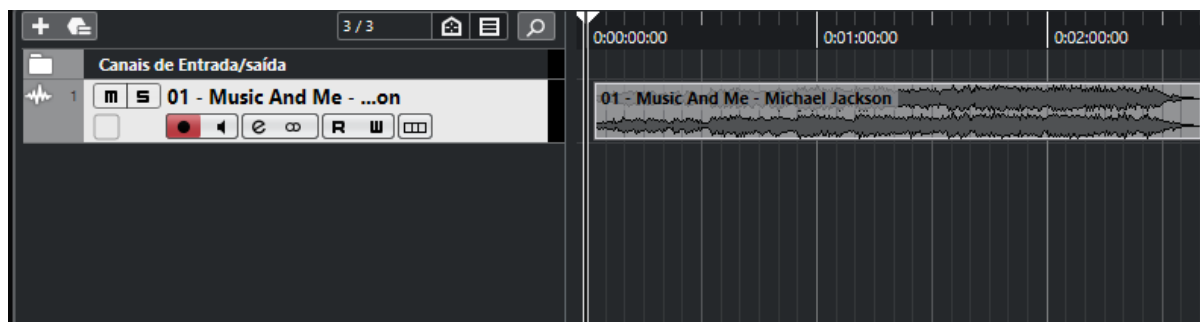 3 / 3
0:00:00:00 0:01:00:00 0:02:00:00
Canais de Entrada/saída
1 m S 01 - Music And Me - ...on
01 - Music And Me - Michael Jackson
e R W